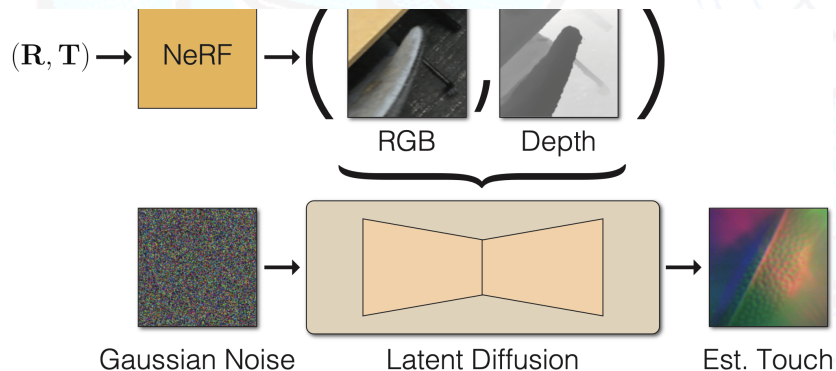 (R, T)
NeRF
( , )
RGB
Depth
Gaussian Noise
Latent Diffusion
Est. Touch